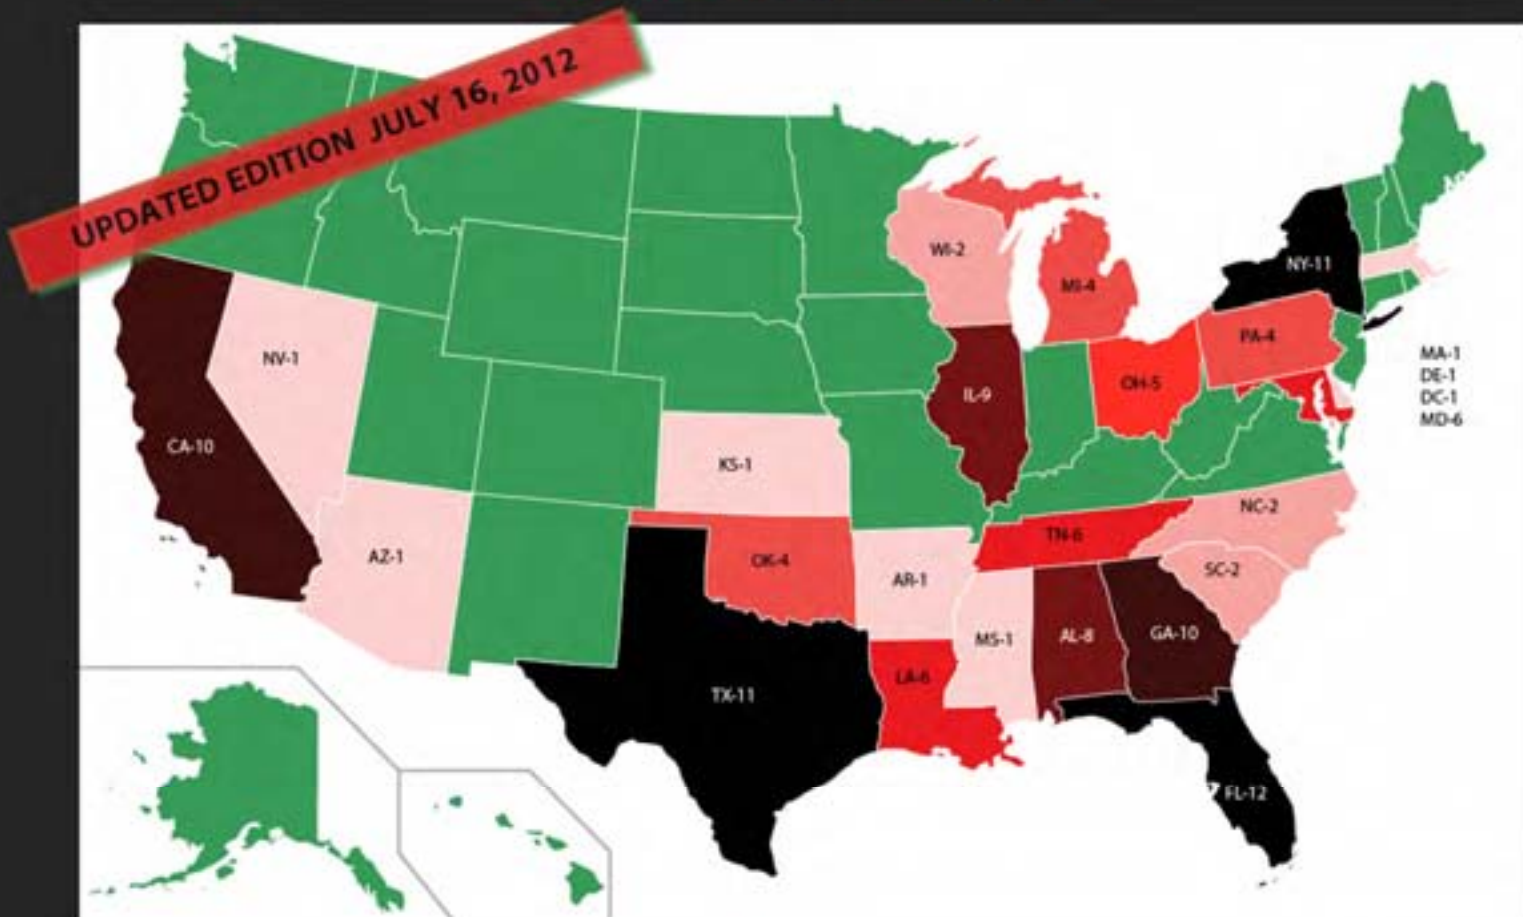 UPDATED EDITION JULY 16, 2012
WI-2
NY-11
MI-4
PA-4
NV-1
MA-1
DE-1
DC-1
MD-6
OH-5
IL-9
CA-10
KS-1
NC-2
TN-6
AZ-1
OK-4
SC-2
AR-1
MS-1
AL-8
GA-10
LA-6
TX-11
FL-12